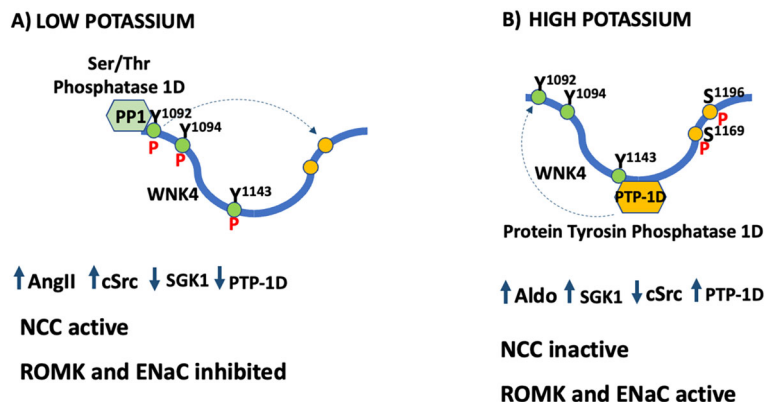 A) LOW POTASSIUM
Ser/Thr
Phosphatase 1D
PP1
Y1092
Y1094
P
P
WNK4
Y1143
P
AngII cSrc SGK1 PTP-1D
NCC active
ROMK and ENaC inhibited
B) HIGH POTASSIUM
Y1092
Y1094
S1196
P
S1169
P
WNK4
Y1143
PTP-1D
Protein Tyrosin Phosphatase 1D
Aldo SGK1 cSrc PTP-1D
NCC inactive
ROMK and ENaC active